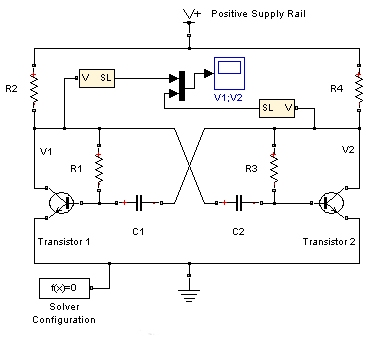 V+ Positive Supply Rail
R2
V SL
V1;V2
SL V
R4
V1
R1
R3
V2
C1
C2
Transistor 1
Transistor 2
f(x)=0
Solver
Configuration